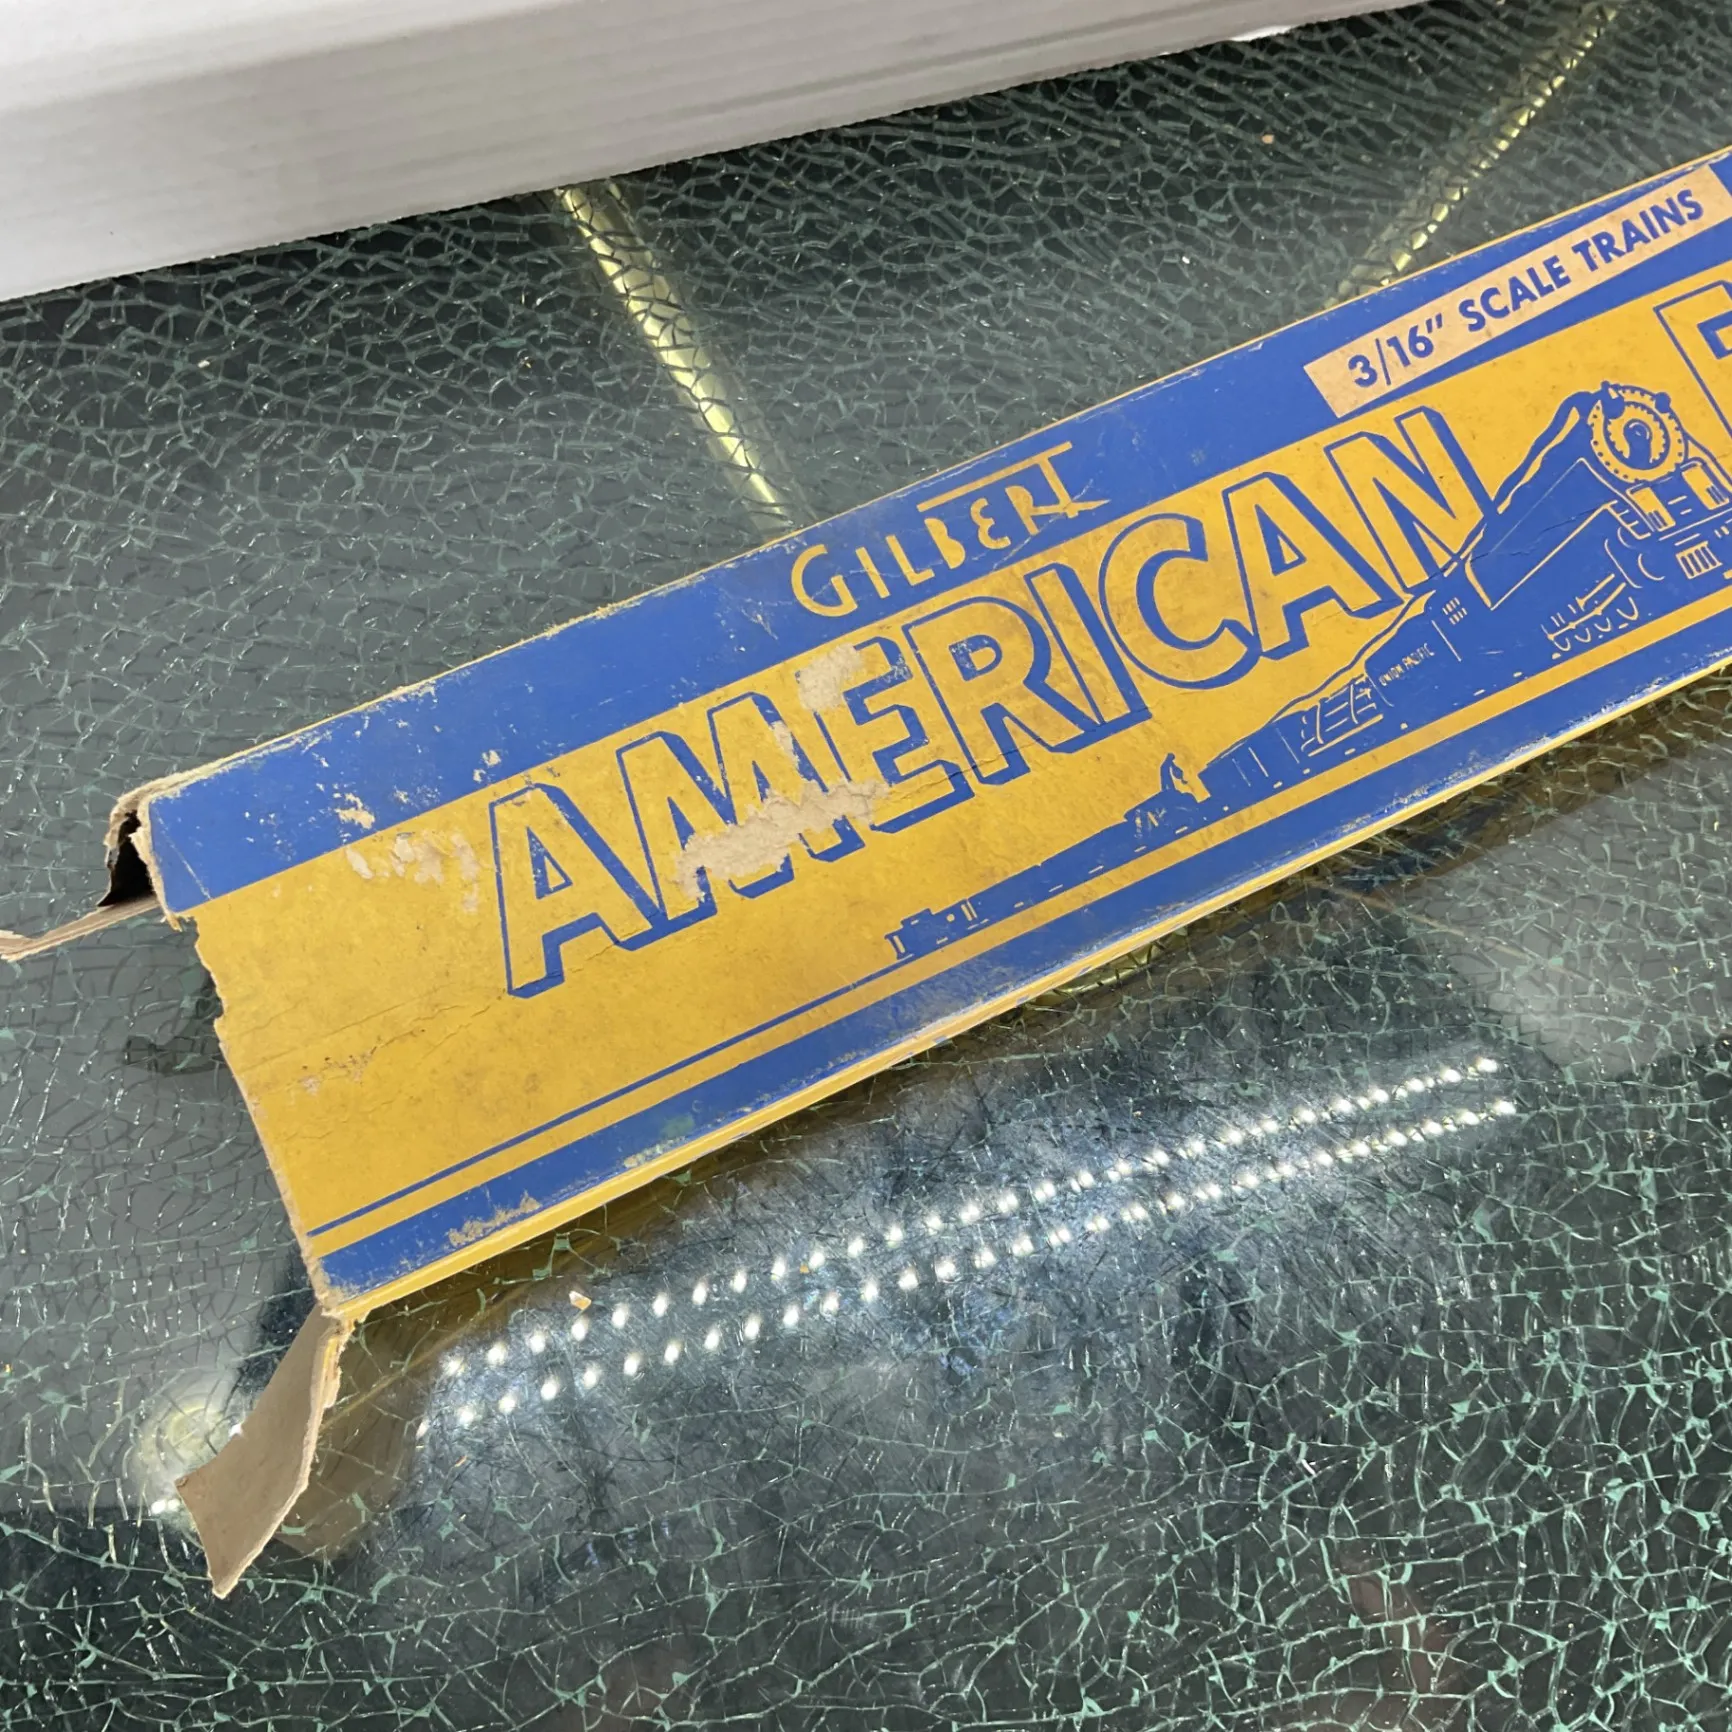 3/16" SCALE TRAINS
GILBERT
AMERICAN
UNION PACIFIC